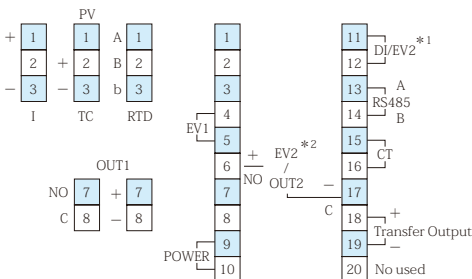 PV
+ 1 1 A 1 1 11
DI/EV2 *1
2 + 2 B 2 2 12
− 3 − 3 b 3 3 13 A
RS485
I TC RTD 4 14 B
EV1
5 15
CT
OUT1 6 + NO EV2 *2 / OUT2 16
NO 7 + 7 7 − C 17
C 8 − 8 8 18 +
Transfer Output
9 19 −
POWER
10 20 No used